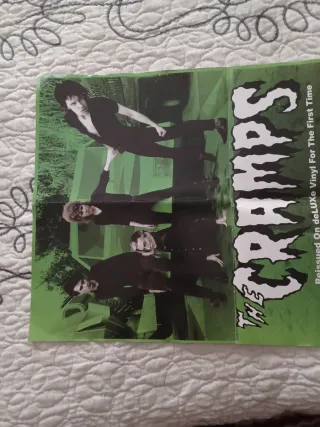 THE CRAMPS
Reissued On deLUXe Vinyl For The First Time